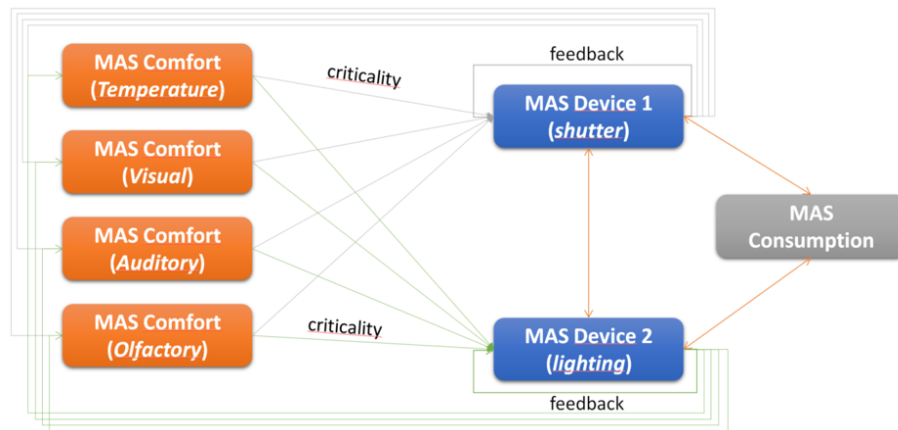 MAS Comfort
(Temperature)
criticality
feedback
MAS Device 1
(shutter)
MAS Comfort
(Visual)
MAS
Consumption
MAS Comfort
(Auditory)
MAS Comfort
(Olfactory)
criticality
MAS Device 2
(lighting)
feedback